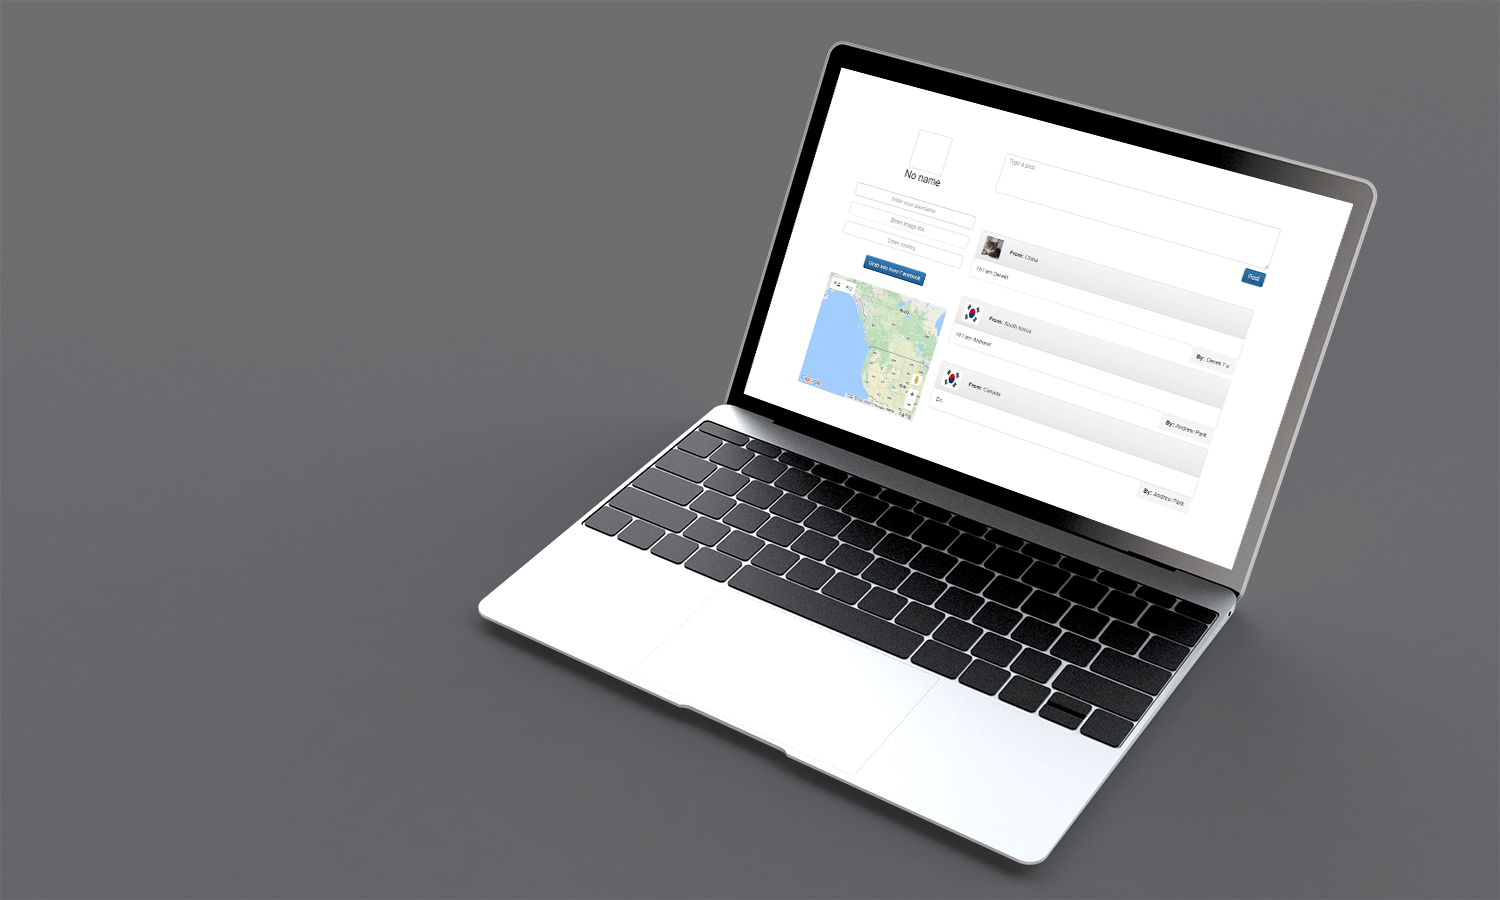 No name
Enter your username
Enter image link
Enter country
Grab info from Facebook
Google
Type a post
Post
From: China
Hi I am Derek!
By: Derek
From: South Korea
Hi I am Andrew!
By: Andrew Park
From: Canada
By: Andrew Park